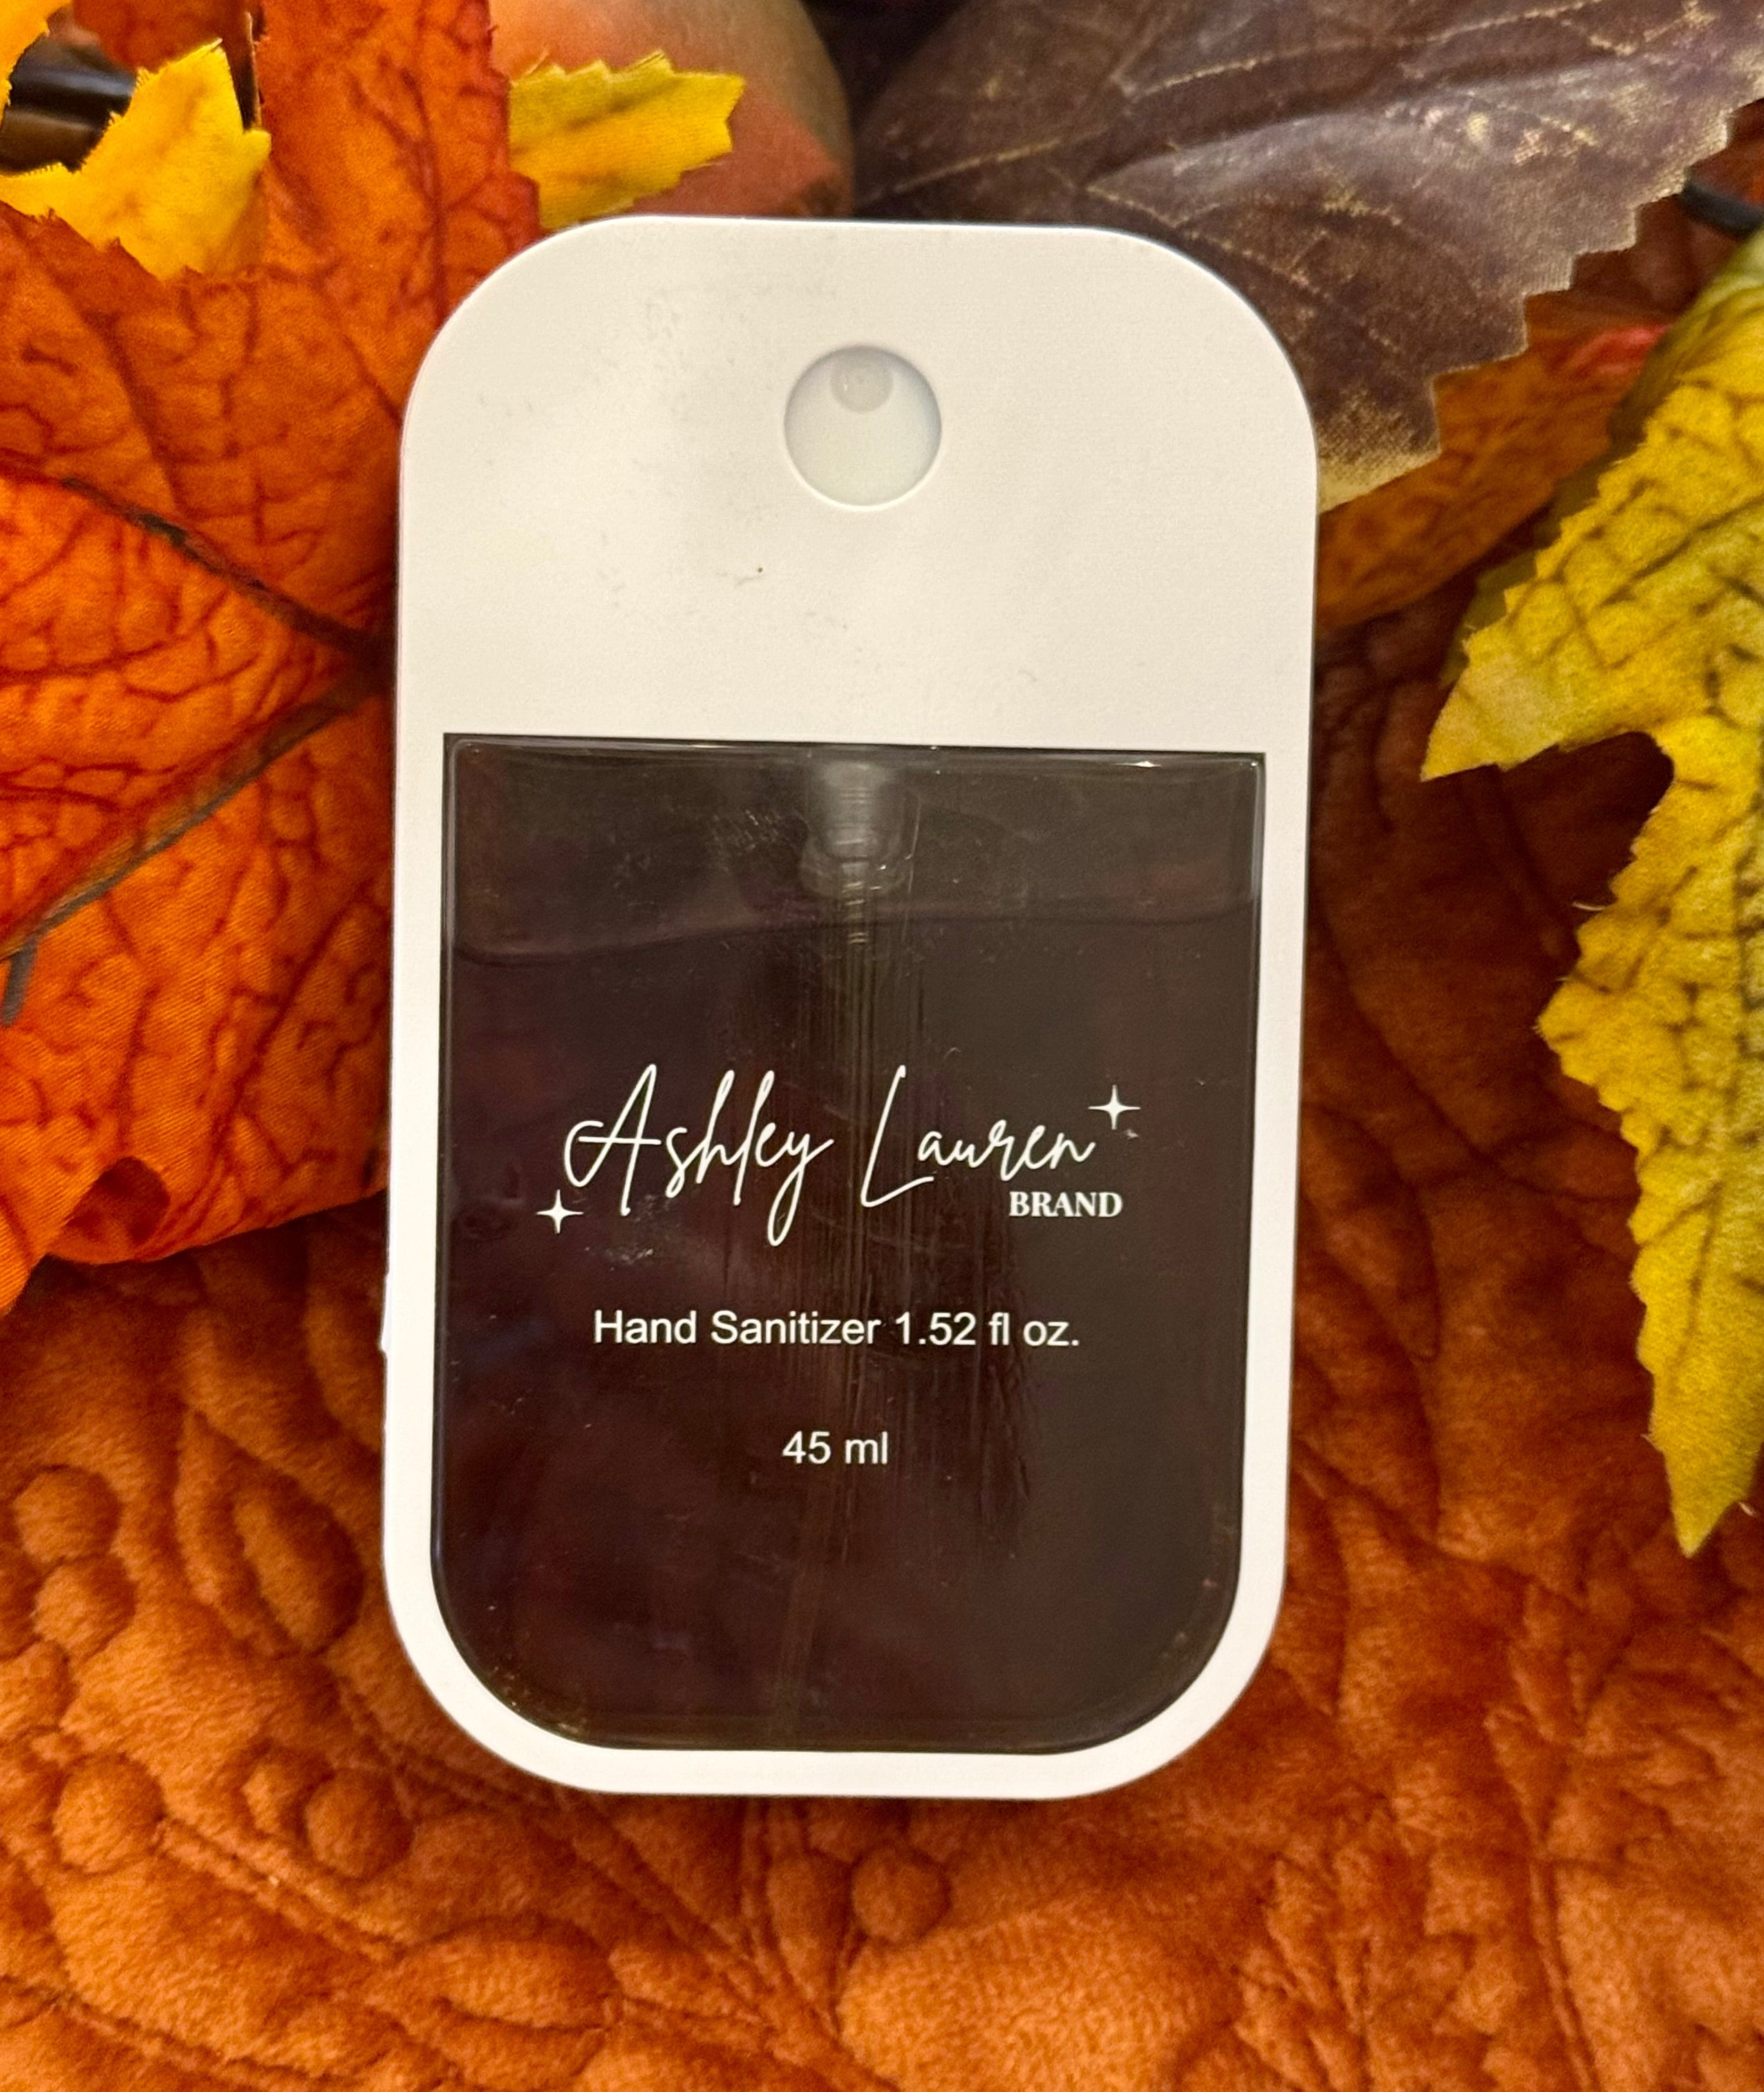 Ashley Lauren
BRAND
Hand Sanitizer 1.52 fl oz.
45 ml